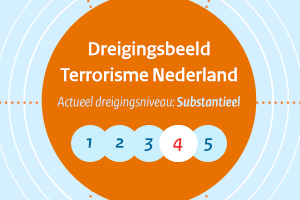 Dreigingsbeeld
Terrorisme Nederland
Actueel dreigingsniveau: Substantieel
1 2 3 4 5